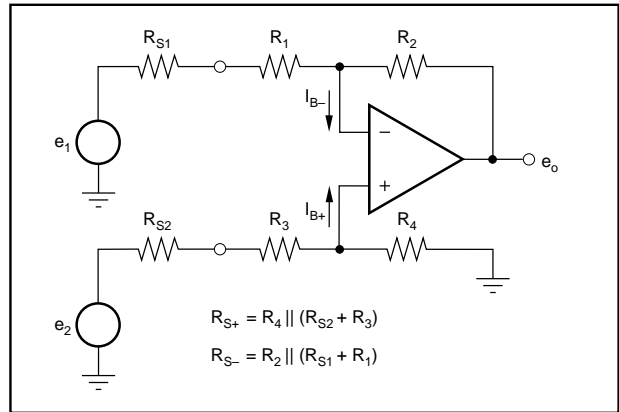 R_S1
R_1
R_2
I_B–
e_1
–
+
e_o
I_B+
R_S2
R_3
R_4
e_2
R_S+ = R_4 || (R_S2 + R_3)
R_S– = R_2 || (R_S1 + R_1)